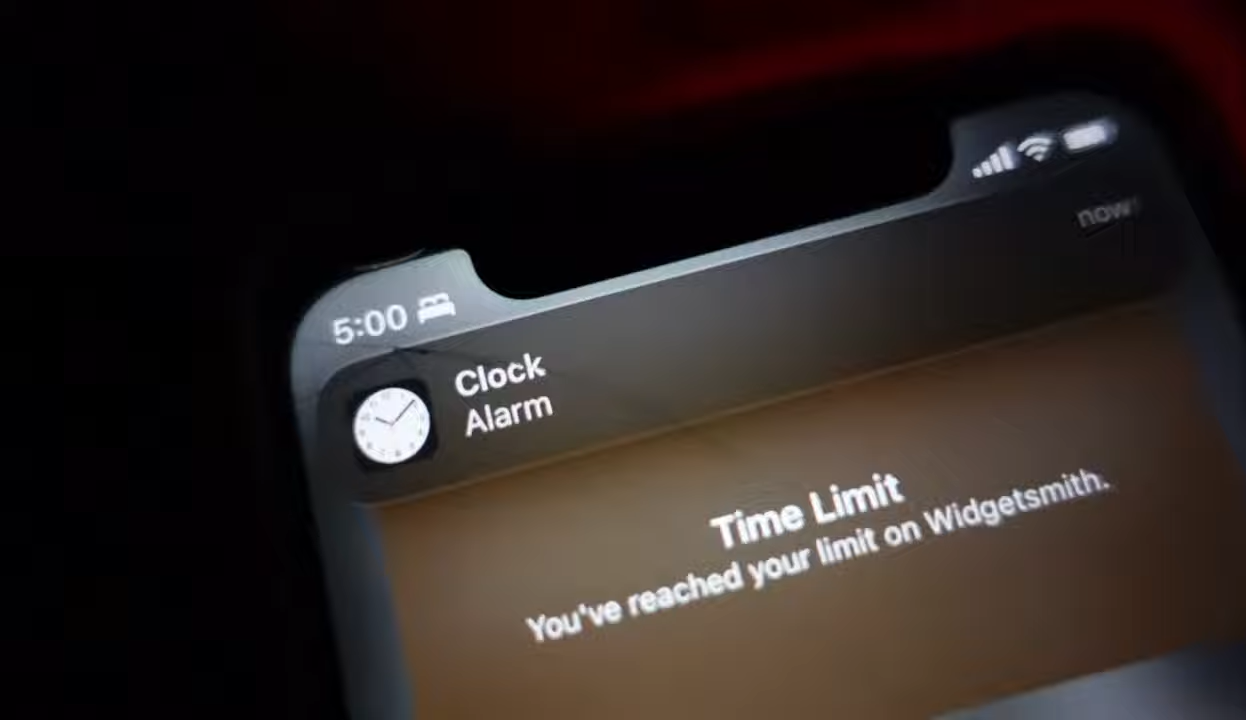 5:00
now
Clock
Alarm
Time Limit
You've reached your limit on Widgetsmith.